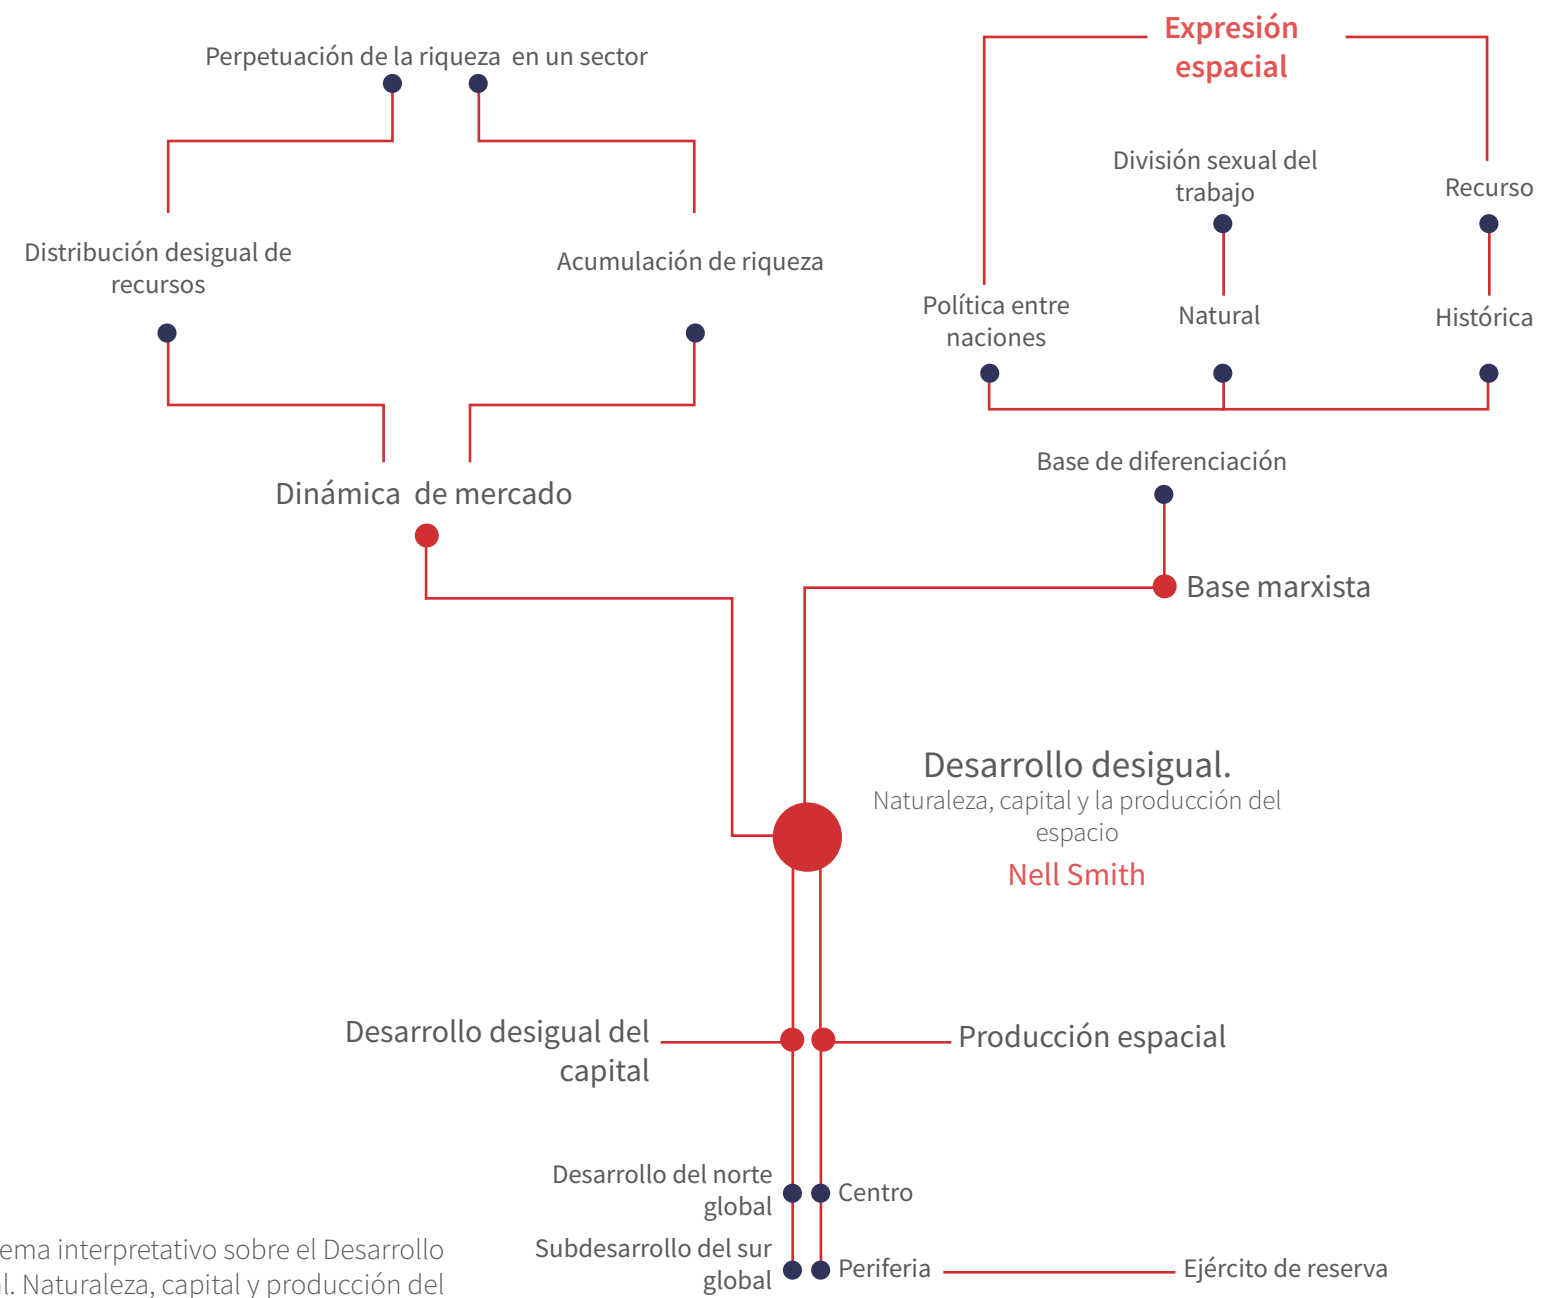 Expresión
espacial
Perpetuación de la riqueza en un sector
División sexual del
trabajo
Recurso
Distribución desigual de
recursos
Acumulación de riqueza
Política entre
naciones
Natural
Histórica
Base de diferenciación
Dinámica de mercado
Base marxista
Desarrollo desigual.
Naturaleza, capital y la producción del
espacio
Nell Smith
Desarrollo desigual del
capital
Producción espacial
Desarrollo del norte
global
Centro
Subdesarrollo del sur
global
Periferia
Ejército de reserva
ema interpretativo sobre el Desarrollo
l. Naturaleza, capital y producción del